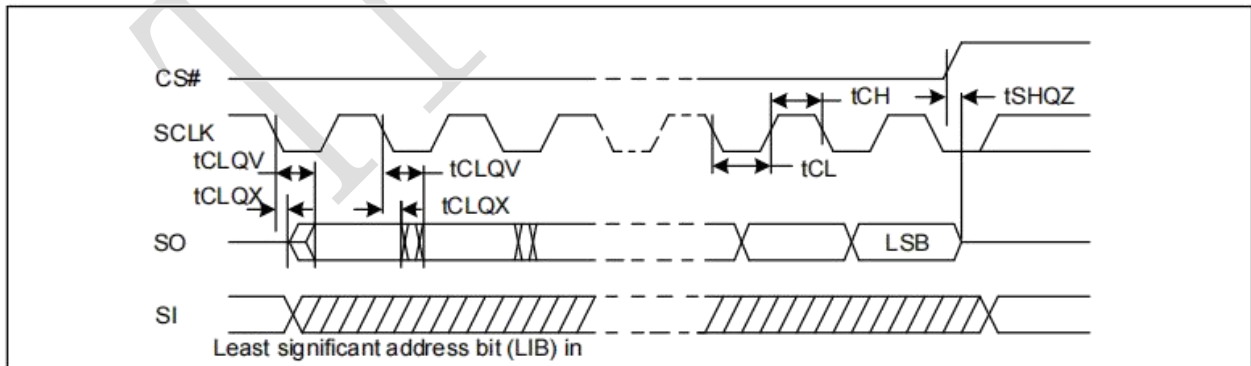 CS#
tCH
tSHQZ
SCLK
tCLQV
tCLQV
tCL
tCLQX
tCLQX
SO
LSB
SI
Least significant address bit (LIB) in